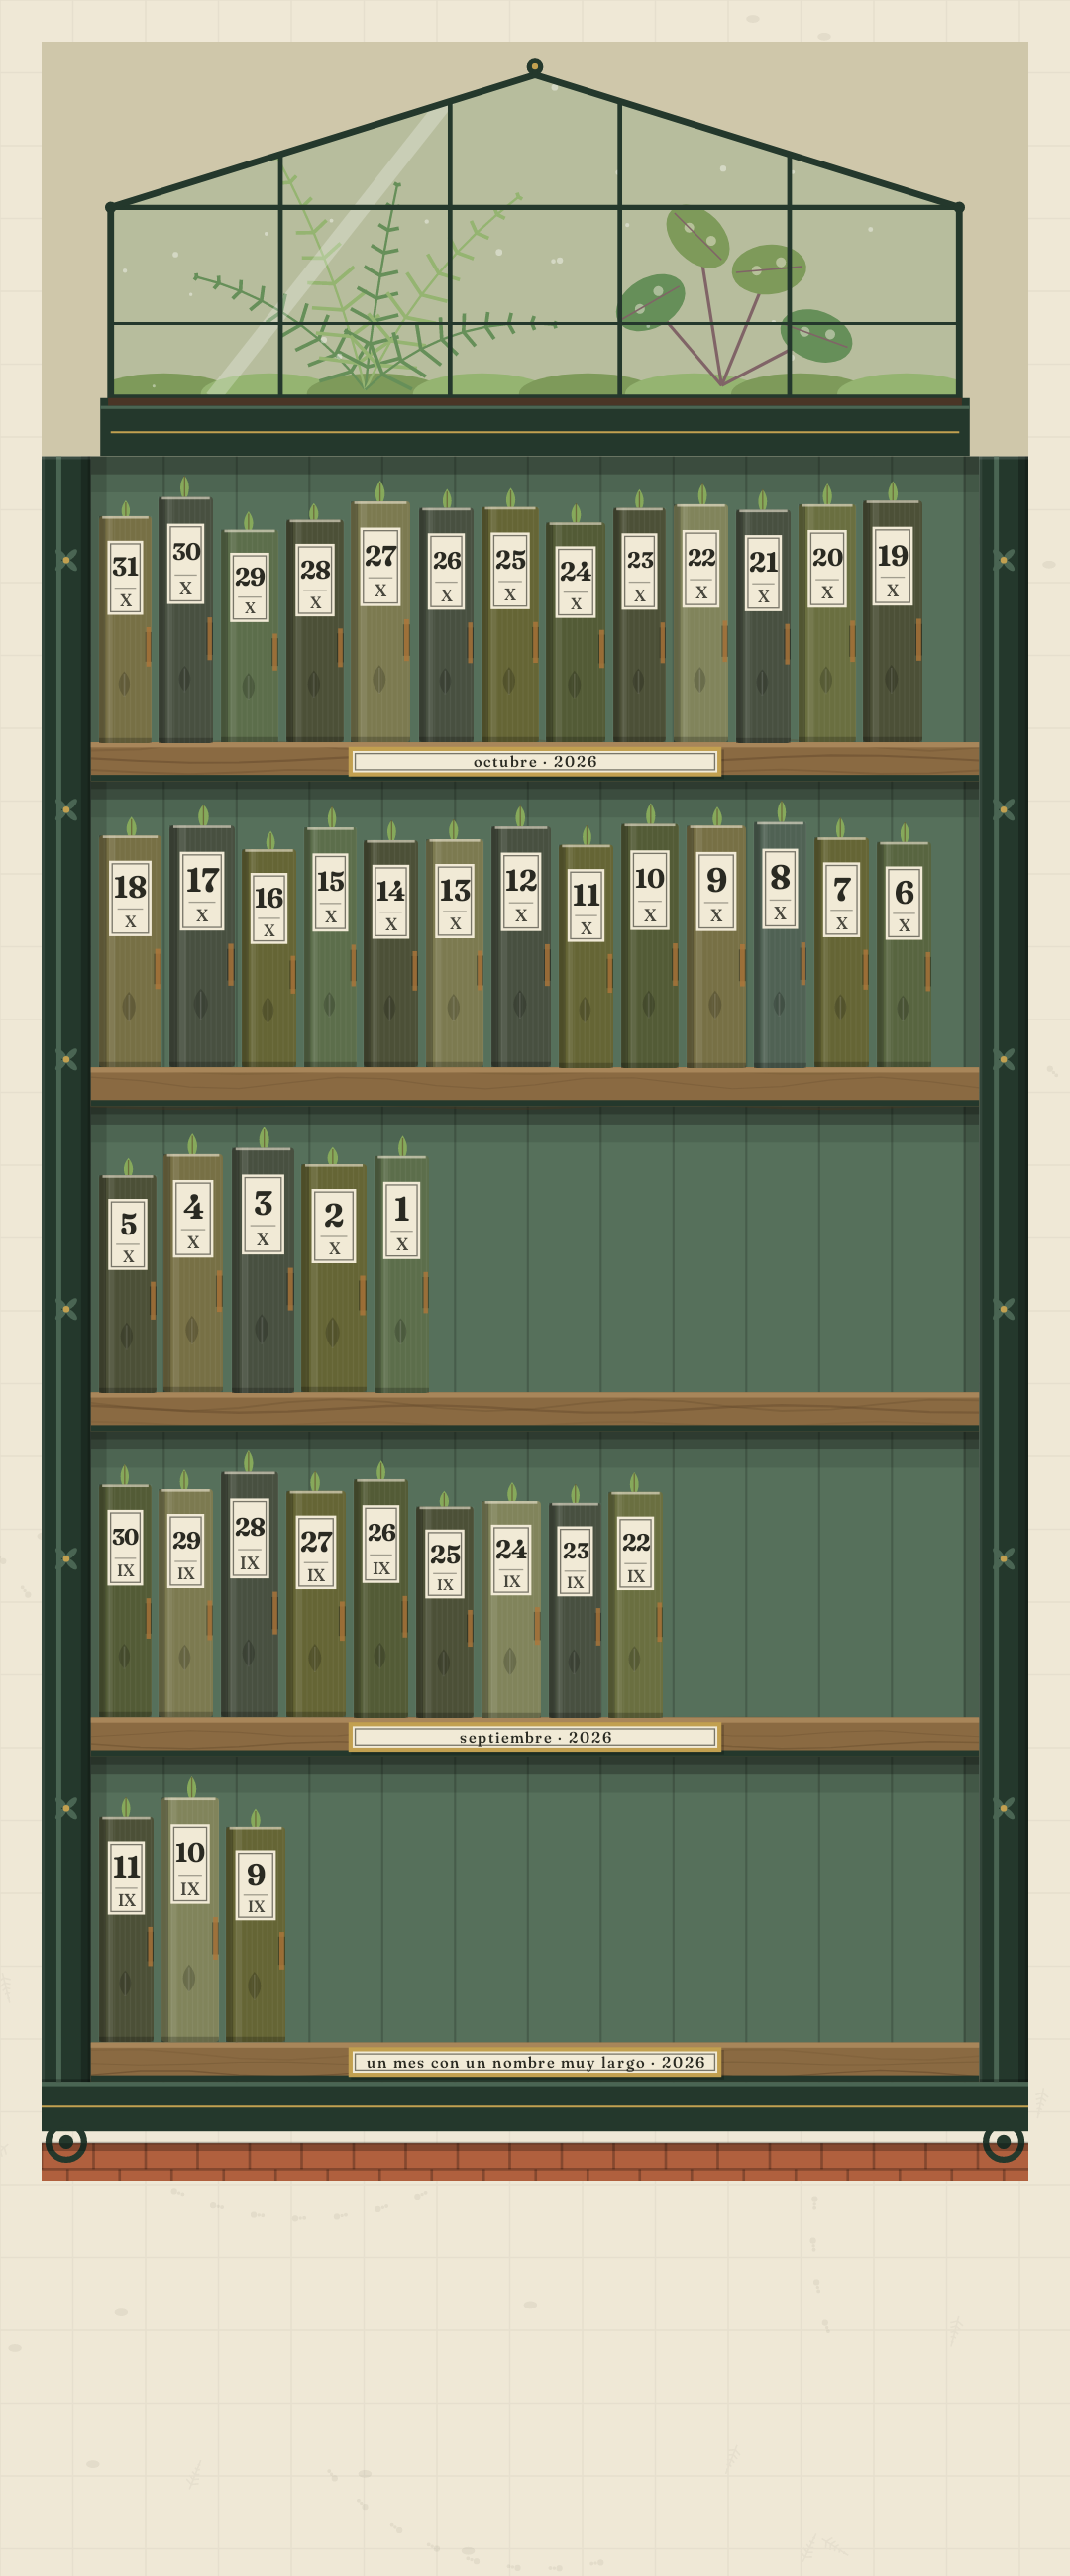 31 30 29 28 27 26 25 24 23 22 21 20 19
X X X X X X X X X X X X X
octubre · 2026
18 17 16 15 14 13 12 11 10 9 8 7 6
X X X X X X X X X X X X X
5 4 3 2 1
X X X X X
30 29 28 27 26 25 24 23 22
IX IX IX IX IX IX IX IX IX
septiembre · 2026
11 10 9
IX IX IX
un mes con un nombre muy largo · 2026